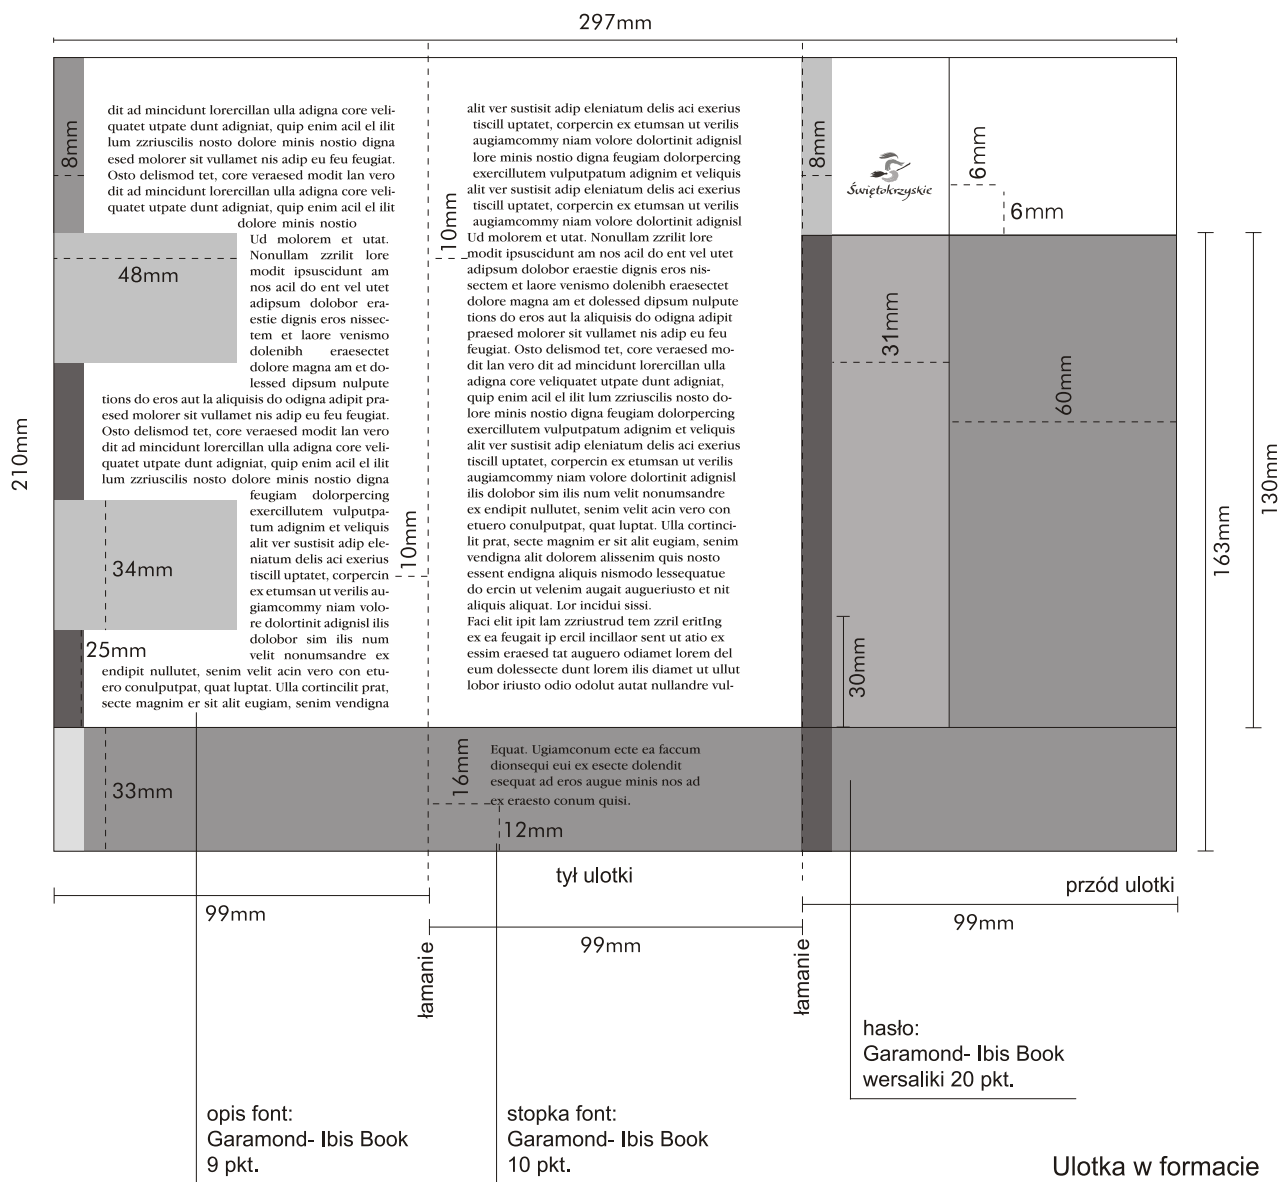 297mm
dit ad mincidunt lorercillan ulla adigna core veli-
quatet utpate dunt adigniat, quip enim acil el ilit
lum zzriuscilis nosto dolore minis nostio digna
esed molorer sit vullamet nis adip eu feu feugiat.
Osto delismod tet, core veraesed modit lan vero
dit ad mincidunt lorercillan ulla adigna core veli-
quatet utpate dunt adigniat, quip enim acil el ilit
dolore minis nostio
Ud molorem et utat.
Nonullam zzrilit lore
modit ipsuscidunt am
nos acil do ent vel utet
adipsum dolobor era-
estie dignis eros nissec-
tem et laore venismo
dolenibh eraesectet
dolore magna am et do-
lessed dipsum nulpute
tions do eros aut la aliquisis do odigna adipit pra-
esed molorer sit vullamet nis adip eu feu feugiat.
Osto delismod tet, core veraesed modit lan vero
dit ad mincidunt lorercillan ulla adigna core veli-
quatet utpate dunt adigniat, quip enim acil el ilit
lum zzriuscilis nosto dolore minis nostio digna
feugiam dolorpercing
exercillutem vulputpa-
tum adignim et veliquis
alit ver sustisit adip ele-
niatum delis aci exerius
tiscill uptatet, corpercin
ex etumsan ut verilis au-
giamcommy niam volo-
re dolortinit adignisl ilis
dolobor sim ilis num
velit nonumsandre ex
endipit nullutet, senim velit acin vero con etu-
ero conulputpat, quat luptat. Ulla cortincilit prat,
secte magnim er sit alit eugiam, senim vendigna
8mm
48mm
210mm
34mm
25mm
33mm
10mm
10mm
alit ver sustisit adip eleniatum delis aci exerius
tiscill uptatet, corpercin ex etumsan ut verilis
augiamcommy niam volore dolortinit adignisl
lore minis nostio digna feugiam dolorpercing
exercillutem vulputpatum adignim et veliquis
alit ver sustisit adip eleniatum delis aci exerius
tiscill uptatet, corpercin ex etumsan ut verilis
augiamcommy niam volore dolortinit adignisl
Ud molorem et utat. Nonullam zzrilit lore
modit ipsuscidunt am nos acil do ent vel utet
adipsum dolobor eraestie dignis eros nis-
sectem et laore venismo dolenibh eraesectet
dolore magna am et dolessed dipsum nulpute
tions do eros aut la aliquisis do odigna adipit
praesed molorer sit vullamet nis adip eu feu
feugiat. Osto delismod tet, core veraesed mo-
dit lan vero dit ad mincidunt lorercillan ulla
adigna core veliquatet utpate dunt adigniat,
quip enim acil el ilit lum zzriuscilis nosto do-
lore minis nostio digna feugiam dolorpercing
exercillutem vulputpatum adignim et veliquis
alit ver sustisit adip eleniatum delis aci exerius
tiscill uptatet, corpercin ex etumsan ut verilis
augiamcommy niam volore dolortinit adignisl
ilis dolobor sim ilis num velit nonumsandre
ex endipit nullutet, senim velit acin vero con
etuero conulputpat, quat luptat. Ulla cortinci-
lit prat, secte magnim er sit alit eugiam, senim
vendigna alit dolorem alissenim quis nosto
essent endigna aliquis nismodo lessequatue
do ercin ut velenim augait augueriusto et nit
aliquis aliquat. Lor incidui sissi.
Faci elit ipit lam zzriustrud tem zzril eritIng
ex ea feugait ip ercil incillaor sent ut atio ex
essim eraesed tat auguero odiamet lorem del
eum dolessecte dunt lorem ilis diamet ut ullut
lobor iriusto odio odolut autat nullandre vul-
16mm
Equat. Ugiamconum ecte ea faccum
dionsequi eui ex esecte dolendit
esequat ad eros augue minis nos ad
ex eraesto conum quisi.
12mm
8mm
Świętokrzyskie
6mm
6mm
31mm
60mm
30mm
163mm
130mm
tył ulotki
przód ulotki
99mm
99mm
99mm
łamanie
łamanie
hasło:
Garamond- Ibis Book
wersaliki 20 pkt.
opis font:
Garamond- Ibis Book
9 pkt.
stopka font:
Garamond- Ibis Book
10 pkt.
Ulotka w formacie